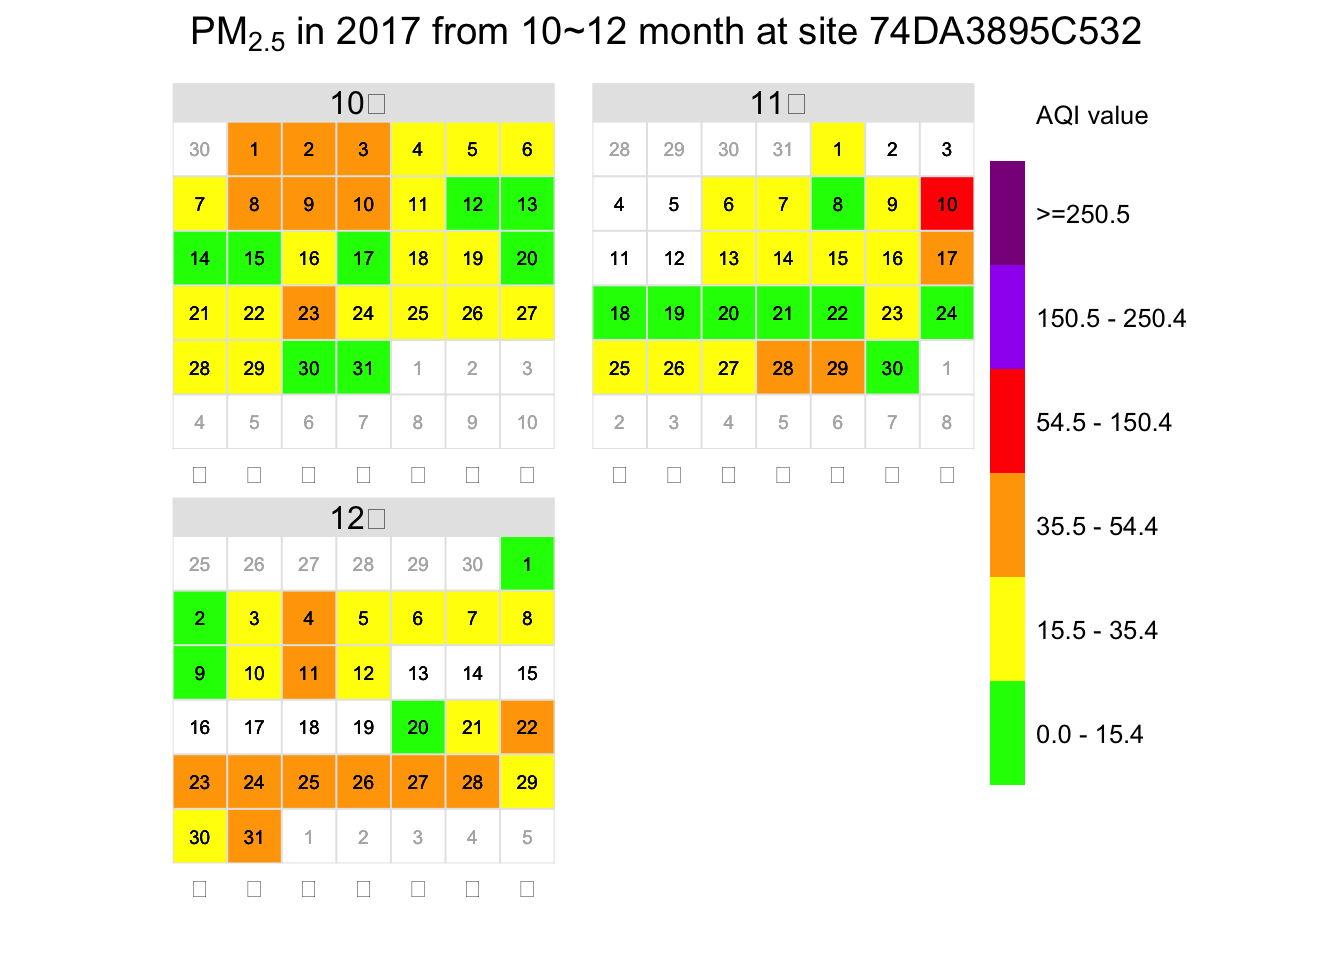 PM2.5 in 2017 from 10~12 month at site 74DA3895C532
10□
30 1 2 3 4 5 6
7 8 9 10 11 12 13
14 15 16 17 18 19 20
21 22 23 24 25 26 27
28 29 30 31 1 2 3
4 5 6 7 8 9 10
□ □ □ □ □ □ □
11□
28 29 30 31 1 2 3
4 5 6 7 8 9 10
11 12 13 14 15 16 17
18 19 20 21 22 23 24
25 26 27 28 29 30 1
2 3 4 5 6 7 8
□ □ □ □ □ □ □
12□
25 26 27 28 29 30 1
2 3 4 5 6 7 8
9 10 11 12 13 14 15
16 17 18 19 20 21 22
23 24 25 26 27 28 29
30 31 1 2 3 4 5
□ □ □ □ □ □ □
AQI value
>=250.5
150.5 - 250.4
54.5 - 150.4
35.5 - 54.4
15.5 - 35.4
0.0 - 15.4